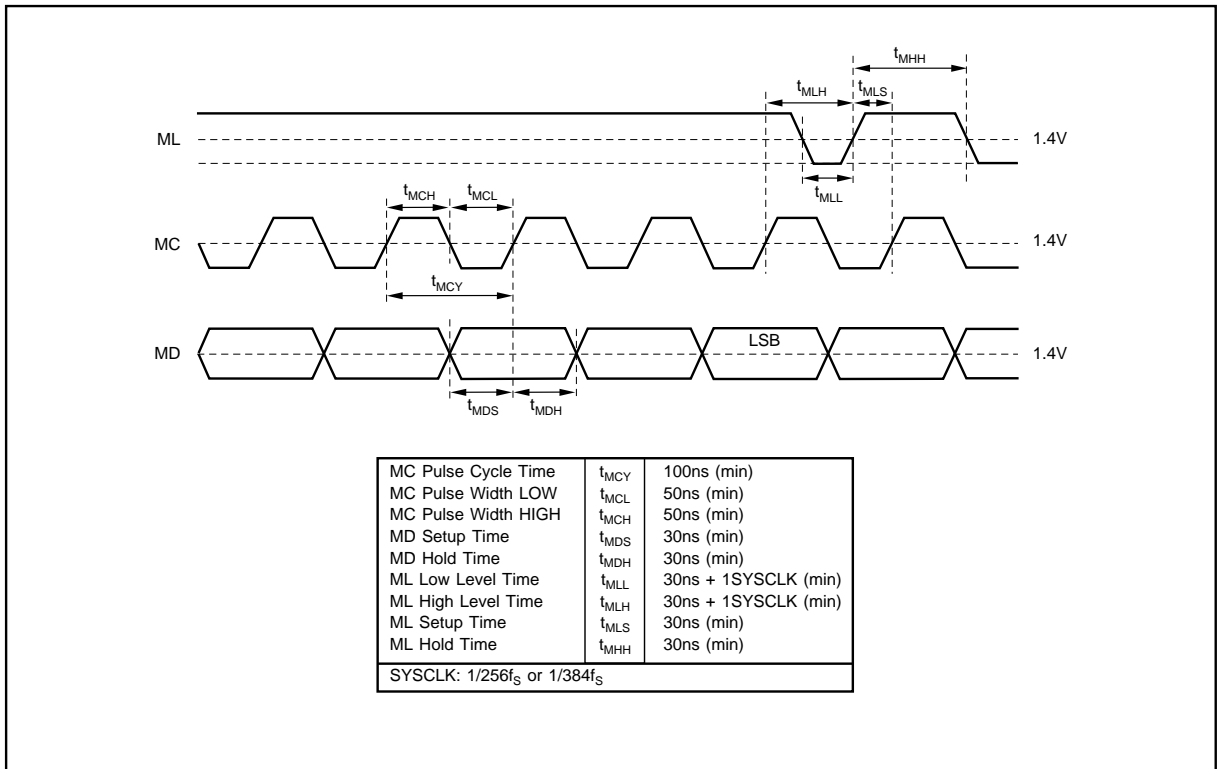 tMHH
tMLH
tMLS
ML
1.4V
tMLL
tMCH
tMCL
MC
1.4V
tMCY
LSB
MD
1.4V
tMDS
tMDH
MC Pulse Cycle Time tMCY 100ns (min)
MC Pulse Width LOW tMCL 50ns (min)
MC Pulse Width HIGH tMCH 50ns (min)
MD Setup Time tMDS 30ns (min)
MD Hold Time tMDH 30ns (min)
ML Low Level Time tMLL 30ns + 1SYSCLK (min)
ML High Level Time tMLH 30ns + 1SYSCLK (min)
ML Setup Time tMLS 30ns (min)
ML Hold Time tMHH 30ns (min)
SYSCLK: 1/256fS or 1/384fS